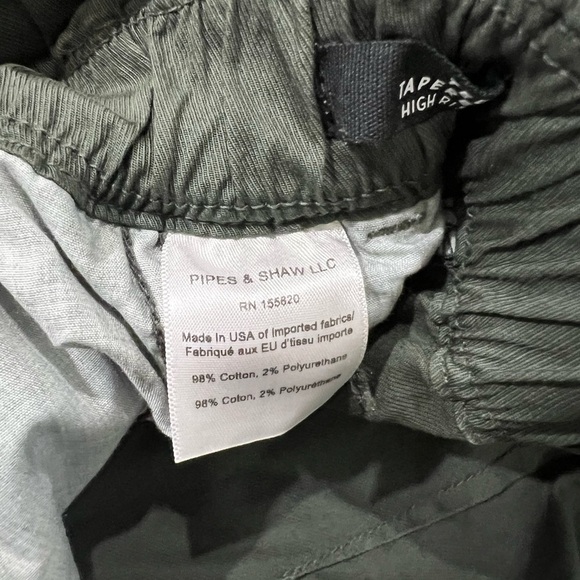 TAPE
HIGH
PIPES & SHAW LLC
RN 155820
Made in USA of imported fabrics/
Fabriqué aux EU d'tisau importe
98% Cotton, 2% Polyurethane
98% Coton, 2% Polyuréthane